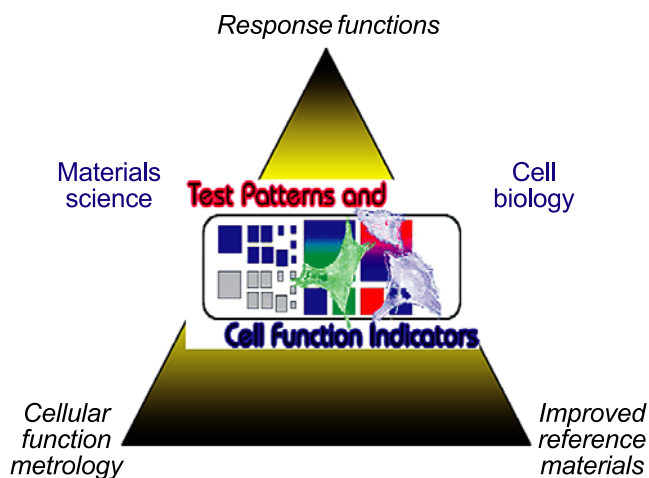 Response functions
Materials
science
Cell
biology
Test Patterns and
Cell Function Indicators
Cellular
function
metrology
Improved
reference
materials